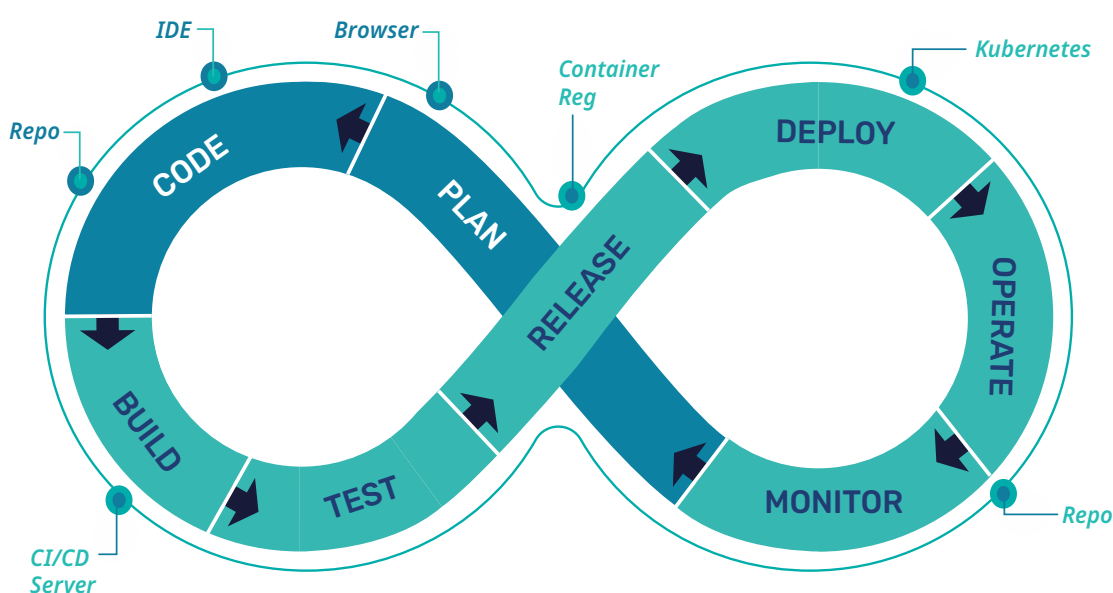 IDE
Browser
Container
Reg
Kubernetes
Repo
CODE
PLAN
DEPLOY
RELEASE
OPERATE
BUILD
TEST
MONITOR
Repo
CI/CD
Server